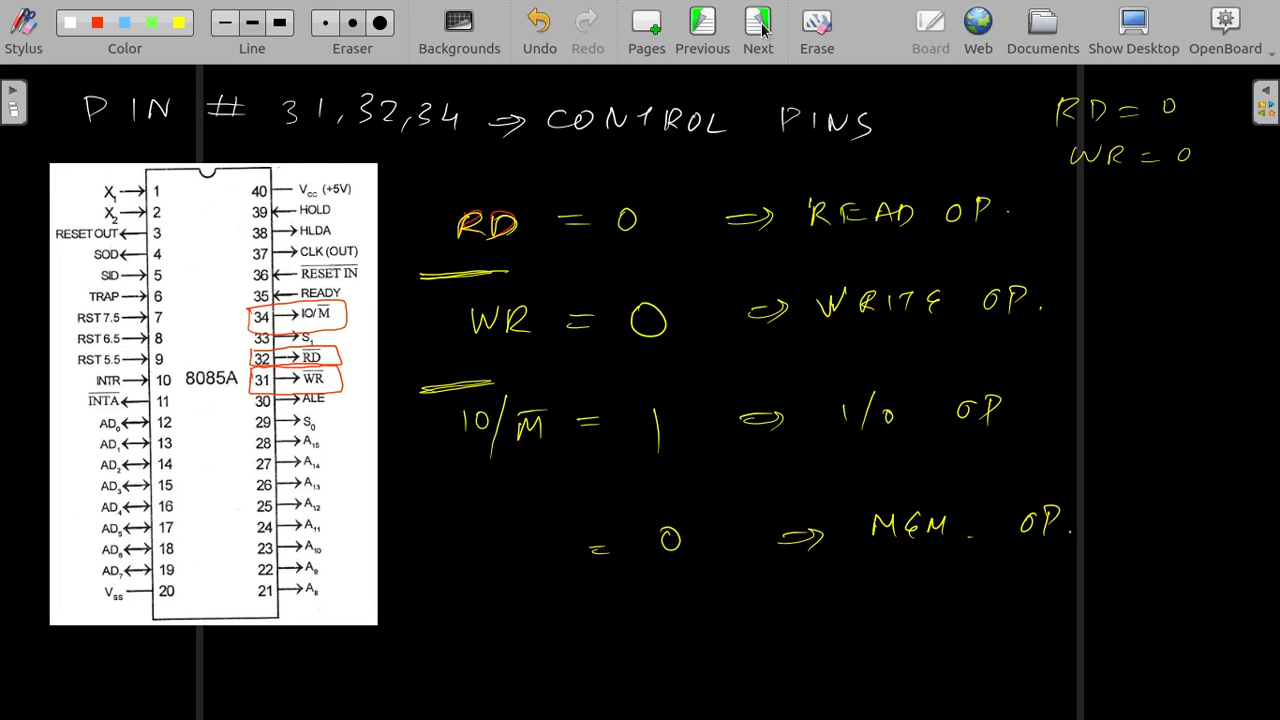 Stylus Color Line Eraser Backgrounds Undo Redo Pages Previous Next Erase Board Web Documents Show Desktop OpenBoard
PIN # 31,32,34 → CONTROL PINS
RD = 0
WR = 0
RD = 0 ⇒ READ OP.
WR = 0 ⇒ WRITE OP.
IO/M̅ = 1 ⇒ I/O OP
= 0 ⇒ MEM. OP.
X₁ → 1 40 — Vcc (+5V)
X₂ → 2 39 ← HOLD
RESET OUT ← 3 38 → HLDA
SOD ← 4 37 → CLK (OUT)
SID → 5 36 ← R̅E̅S̅E̅T̅ I̅N̅
TRAP → 6 35 ← READY
RST 7.5 → 7 34 → IO/M̅
RST 6.5 → 8 33 → S₁
RST 5.5 → 9 32 → R̅D̅
INTR → 10 8085A 31 → W̅R̅
I̅N̅T̅A̅ ← 11 30 → ALE
AD₀ ↔ 12 29 → S₀
AD₁ ↔ 13 28 → A₁₅
AD₂ ↔ 14 27 → A₁₄
AD₃ ↔ 15 26 → A₁₃
AD₄ ↔ 16 25 → A₁₂
AD₅ ↔ 17 24 → A₁₁
AD₆ ↔ 18 23 → A₁₀
AD₇ ↔ 19 22 → A₉
Vss — 20 21 → A₈